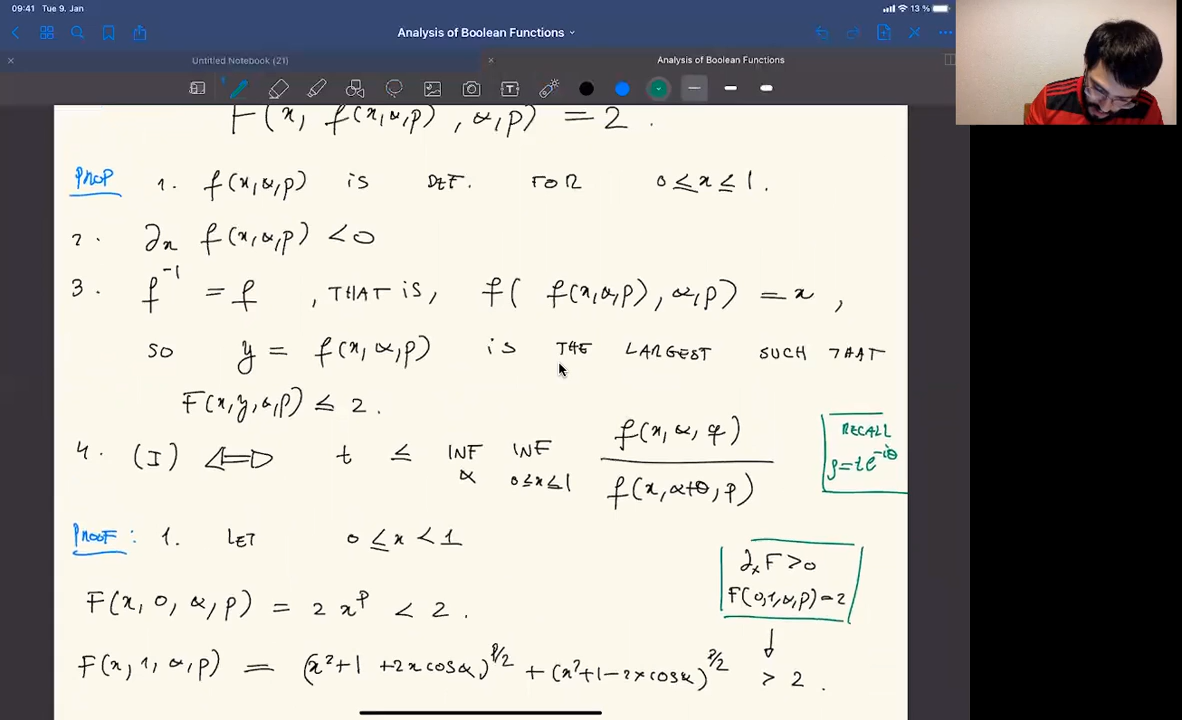 09:41 Tue 9. Jan
13 %
Analysis of Boolean Functions
Untitled Notebook (21)
Analysis of Boolean Functions
F(x, f(x,α,p), α,p) = 2.
PROP 1. f(x,α,p) is DEF. FOR 0 ≤ x ≤ 1.
2. ∂x f(x,α,p) < 0
3. f⁻¹ = f, THAT is, f( f(x,α,p), α,p) = x,
SO y = f(x,α,p) is THE LARGEST SUCH THAT
F(x,y,α,p) ≤ 2.
4. (I) ⟺ t ≤ INF α INF 0≤x≤1 f(x,α,q) / f(x,α+θ,p)
RECALL
ρ=te^{-iθ}
PROOF: 1. LET 0 ≤ x < 1
∂x F > 0
F(0,1,α,p) = 2
↓
F(x,0,α,p) = 2x^p < 2.
F(x,1,α,p) = (x²+1+2x cosα)^{p/2} + (x²+1-2x cosα)^{p/2} > 2.